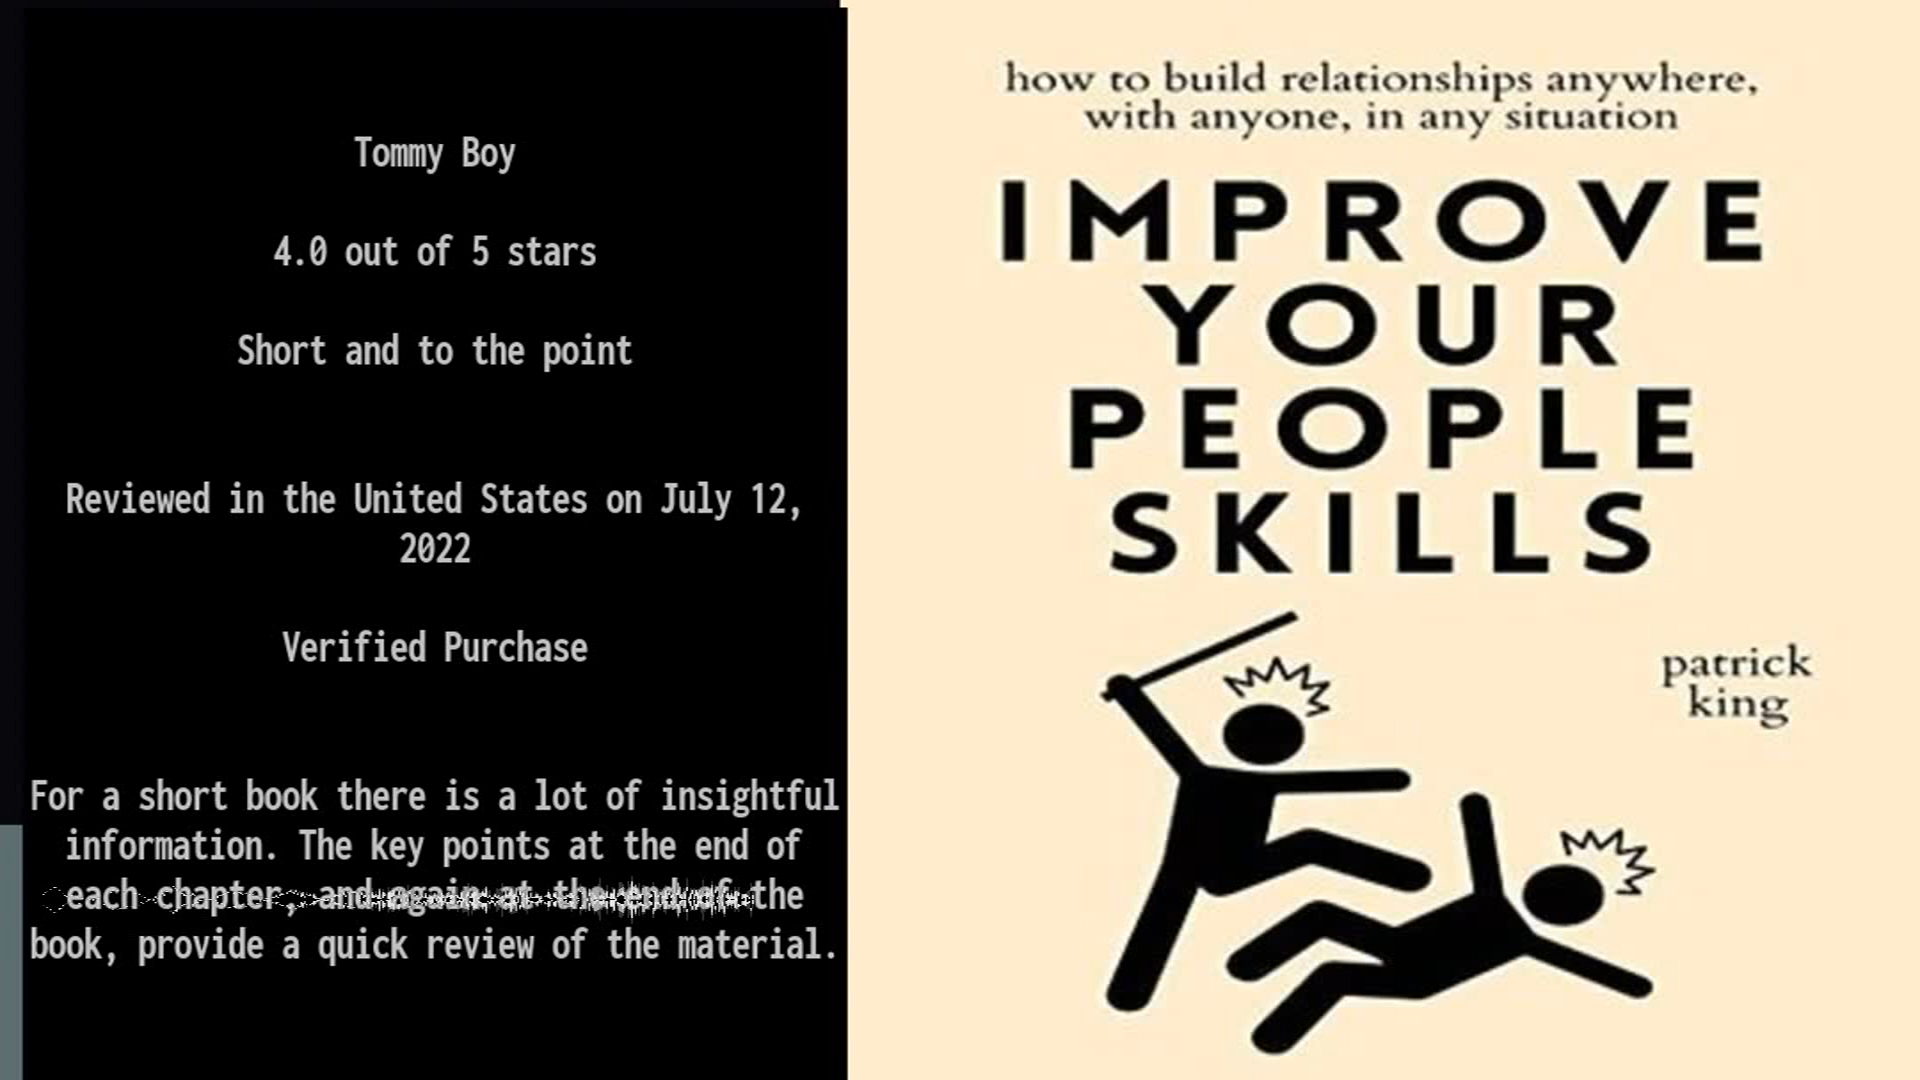 Tommy Boy
4.0 out of 5 stars
Short and to the point
Reviewed in the United States on July 12,
2022
Verified Purchase
For a short book there is a lot of insightful
information. The key points at the end of
each chapter, and again at the end of the
book, provide a quick review of the material.
how to build relationships anywhere,
with anyone, in any situation
IMPROVE
YOUR
PEOPLE
SKILLS
patrick
king